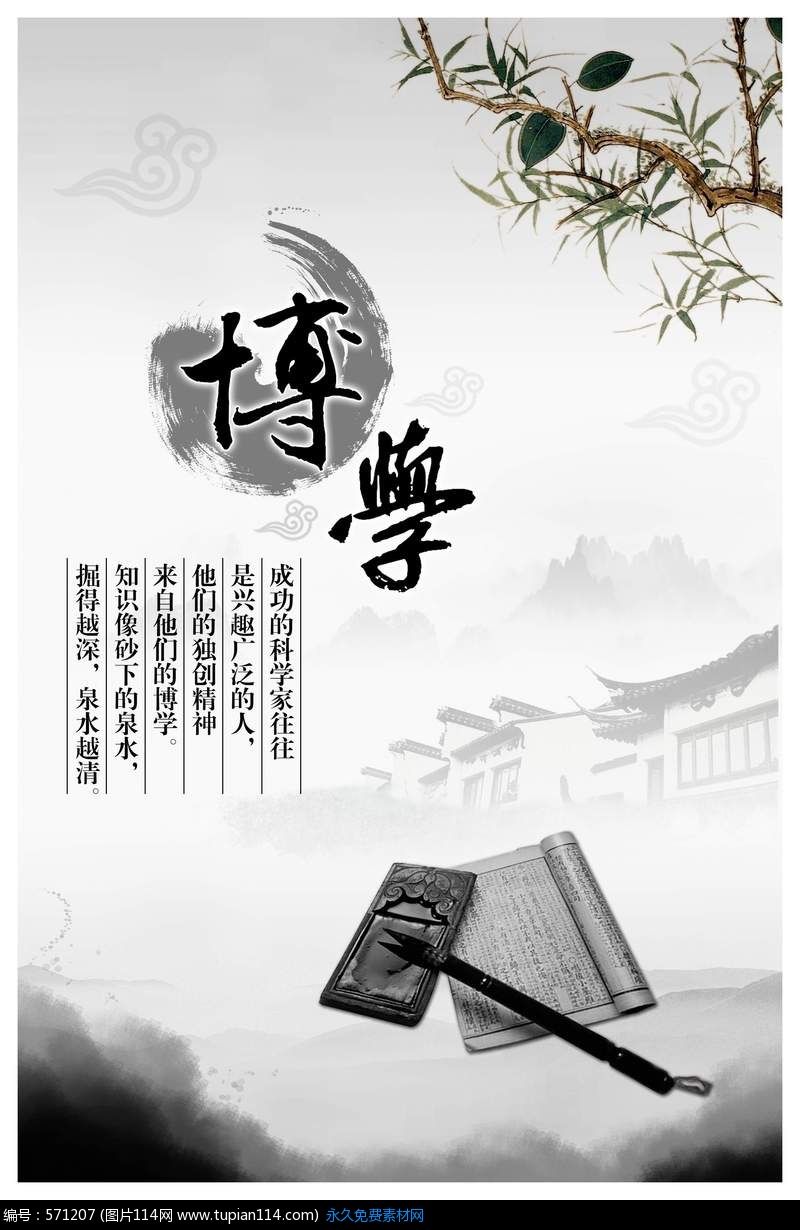 博學
成功的科学家往往
是兴趣广泛的人，
他们的独创精神
来自他们的博学。
知识像砂下的泉水，
掘得越深，泉水越清。
编号：571207 (图片114网 www.tupian114.com) 永久免费素材网